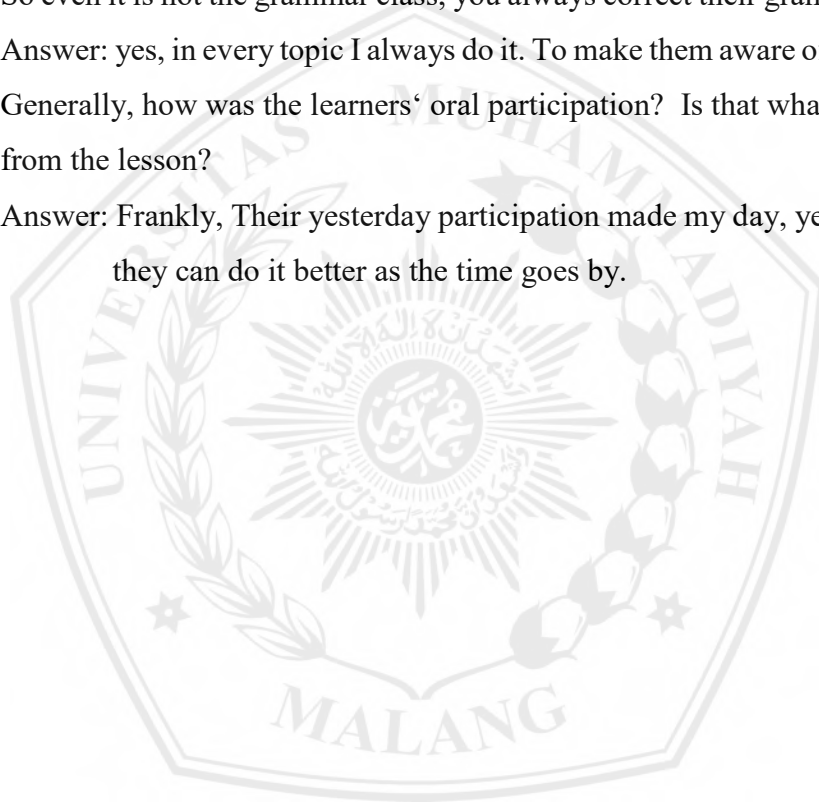 So even it is not the grammar class, you always correct their
Answer: yes, in every topic I always do it. To make them aware
Generally, how was the learners‘ oral participation?  Is that
from the lesson?
Answer: Frankly, Their yesterday participation made my day,
they can do it better as the time goes by.
UNIVERSITAS MUHAMMADIYAH
MALANG